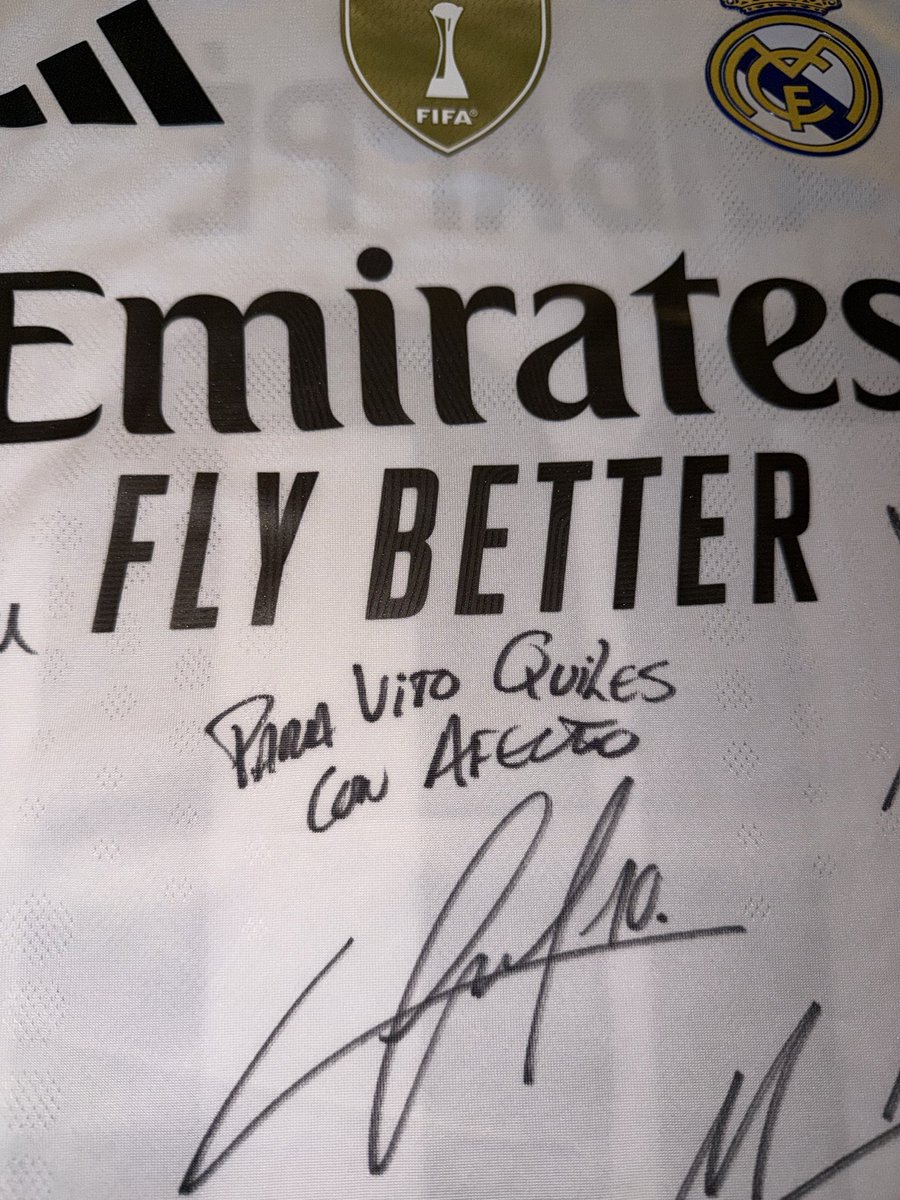 FIFA
Emirates
FLY BETTER
PARA VITO QUILES
CON AFECTO
10.